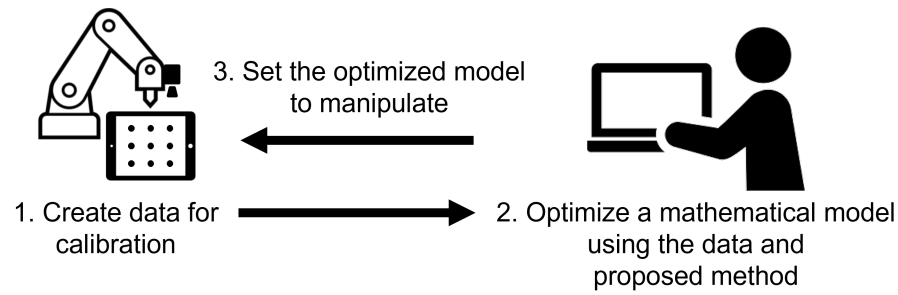 3. Set the optimized model
to manipulate
1. Create data for
calibration
2. Optimize a mathematical model
using the data and
proposed method